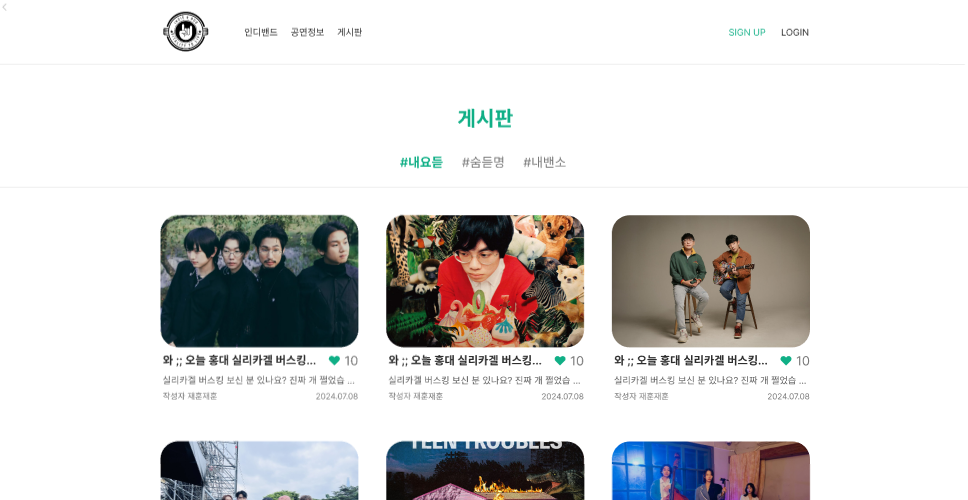 인디밴드 공연정보 게시판
SIGN UP LOGIN
게시판
#내요듣 #숨듣명 #내밴소
와 ;; 오늘 홍대 실리카겔 버스킹... 10
실리카겔 버스킹 보신 분 있나요? 진짜 개 쩔었습 ...
작성자 재훈재훈 2024.07.08
와 ;; 오늘 홍대 실리카겔 버스킹... 10
실리카겔 버스킹 보신 분 있나요? 진짜 개 쩔었습 ...
작성자 재훈재훈 2024.07.08
와 ;; 오늘 홍대 실리카겔 버스킹... 10
실리카겔 버스킹 보신 분 있나요? 진짜 개 쩔었습 ...
작성자 재훈재훈 2024.07.08
TEEN TROUBLES